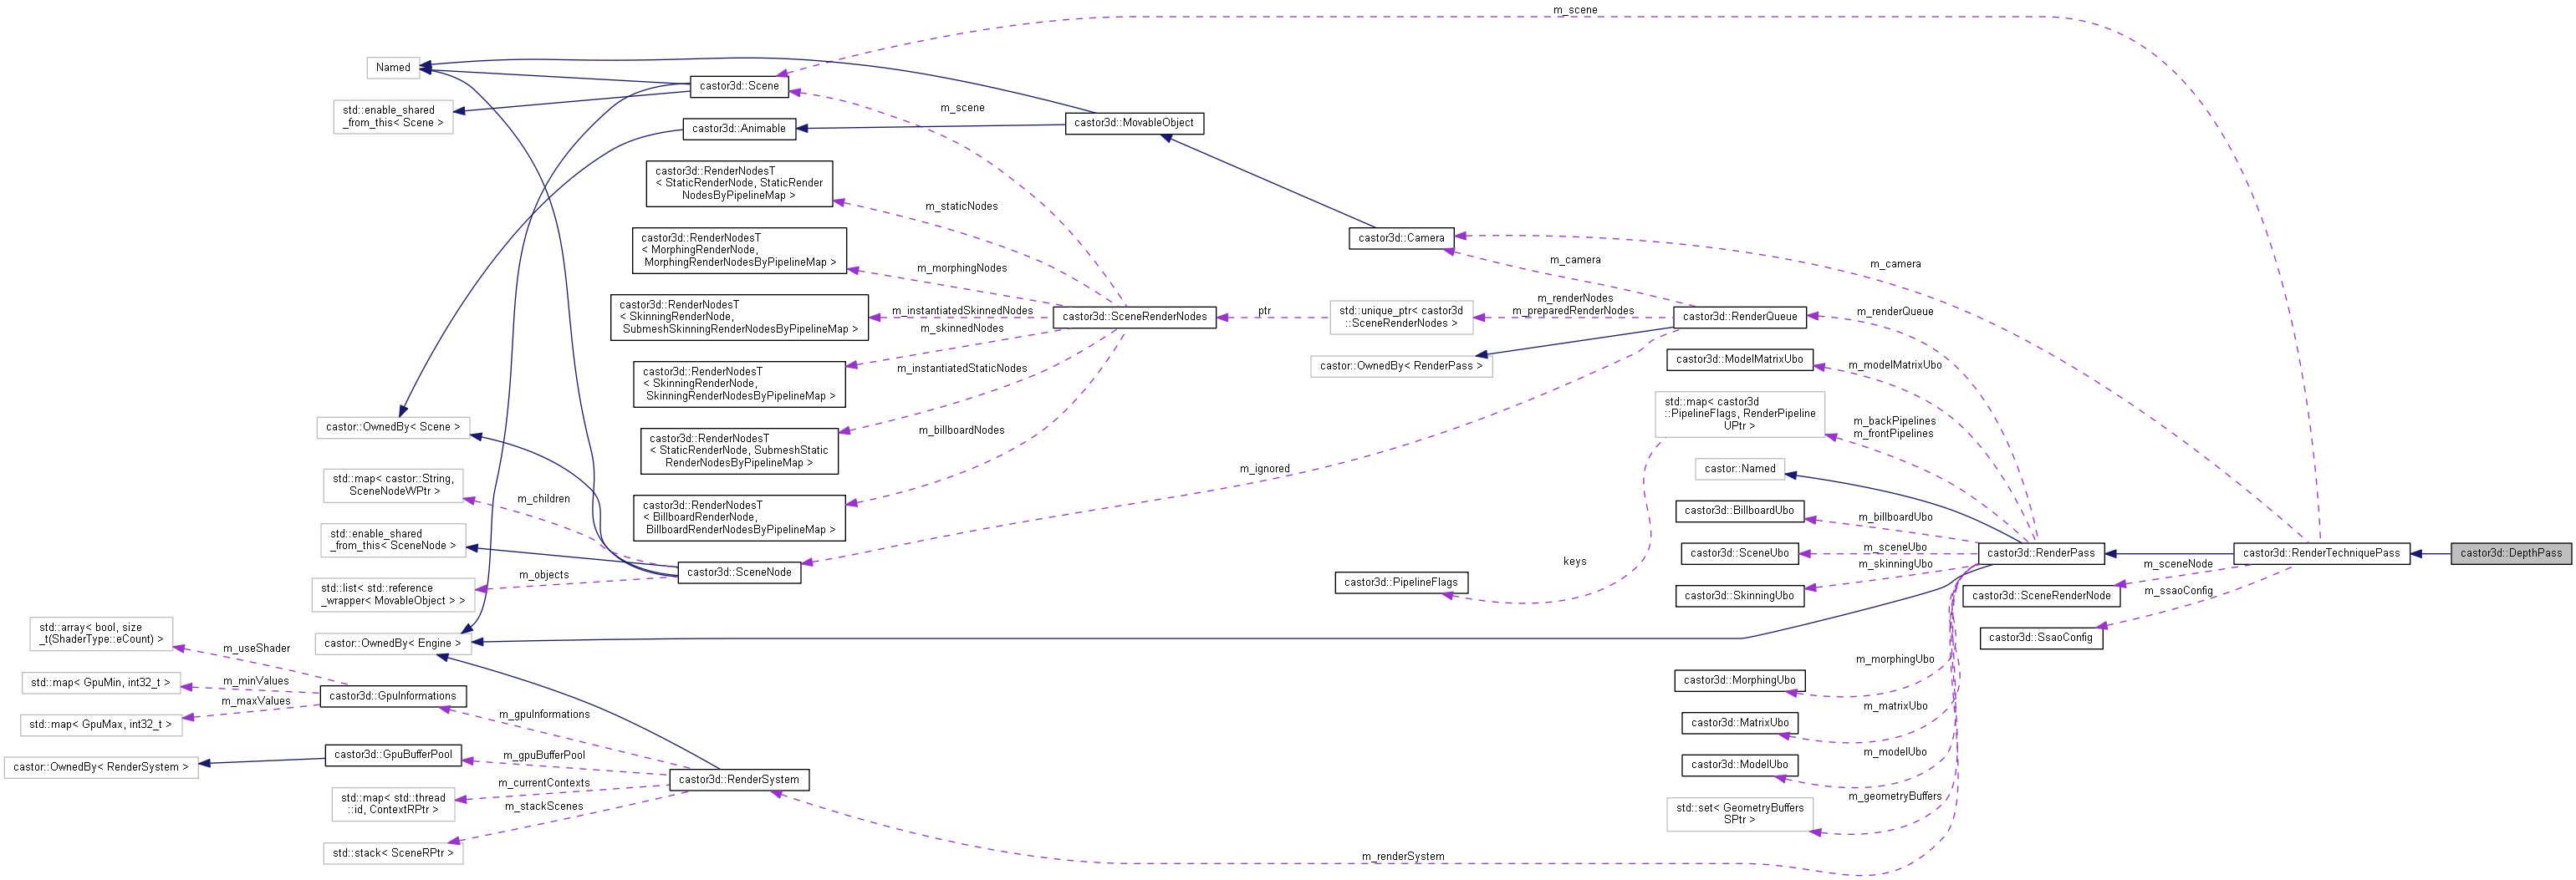 m_scene
Named
castor3d::Scene
std::enable_shared
_from_this< Scene >
m_scene
castor3d::Animable
castor3d::MovableObject
castor3d::RenderNodesT
< StaticRenderNode, StaticRender
NodesByPipelineMap >
m_staticNodes
castor3d::RenderNodesT
< MorphingRenderNode,
MorphingRenderNodesByPipelineMap >
m_morphingNodes
castor3d::Camera
m_camera
m_camera
castor3d::RenderNodesT
< SkinningRenderNode,
SubmeshSkinningRenderNodesByPipelineMap >
m_instantiatedSkinnedNodes
m_skinnedNodes
castor3d::SceneRenderNodes
ptr
std::unique_ptr< castor3d
::SceneRenderNodes >
m_renderNodes
m_preparedRenderNodes
castor3d::RenderQueue
m_renderQueue
castor::OwnedBy< RenderPass >
castor3d::ModelMatrixUbo
m_modelMatrixUbo
castor3d::RenderNodesT
< SkinningRenderNode,
SkinningRenderNodesByPipelineMap >
m_instantiatedStaticNodes
std::map< castor3d
::PipelineFlags, RenderPipeline
UPtr >
m_backPipelines
m_frontPipelines
castor::OwnedBy< Scene >
castor3d::RenderNodesT
< StaticRenderNode, SubmeshStatic
RenderNodesByPipelineMap >
m_billboardNodes
m_ignored
castor::Named
std::map< castor::String,
SceneNodeWPtr >
m_children
castor3d::RenderNodesT
< BillboardRenderNode,
BillboardRenderNodesByPipelineMap >
castor3d::BillboardUbo
m_billboardUbo
std::enable_shared
_from_this< SceneNode >
castor3d::SceneUbo
m_sceneUbo
castor3d::RenderPass
castor3d::RenderTechniquePass
castor3d::DepthPass
keys
castor3d::SceneNode
m_objects
std::list< std::reference
_wrapper< MovableObject > >
castor3d::PipelineFlags
m_skinningUbo
castor3d::SkinningUbo
m_sceneNode
castor3d::SceneRenderNode
m_ssaoConfig
castor3d::SsaoConfig
std::array< bool, size
_t(ShaderType::eCount) >
m_useShader
castor::OwnedBy< Engine >
std::map< GpuMin, int32_t >
m_minValues
castor3d::GpuInformations
m_maxValues
std::map< GpuMax, int32_t >
m_gpuInformations
m_morphingUbo
castor3d::MorphingUbo
m_matrixUbo
castor3d::MatrixUbo
castor::OwnedBy< RenderSystem >
castor3d::GpuBufferPool
m_gpuBufferPool
m_modelUbo
castor3d::ModelUbo
castor3d::RenderSystem
m_currentContexts
std::map< std::thread
::id, ContextRPtr >
m_stackScenes
m_geometryBuffers
std::set< GeometryBuffers
SPtr >
std::stack< SceneRPtr >
m_renderSystem